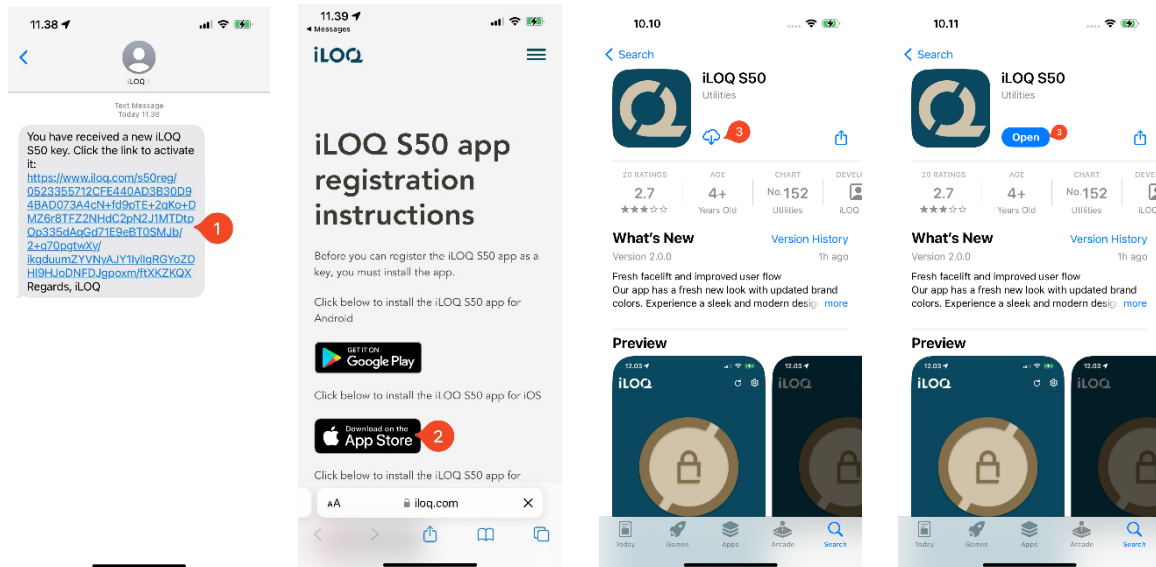 11.38
iLOQ
Text Message
Today 11.38
You have received a new iLOQ
S50 key. Click the link to activate
it:
https://www.iloq.com/s50reg/
0523355712CFE440AD3B30D9
4BAD073A4cN+fd9pTE+2qKo+D
MZ6r8TFZ2NHdC2pN2J1MTDtp
Op335dAqGd71E9eBT0SMJb/
2+q70pgtwXy/
ikgduumZYVNyAJY1IylIgRGYoZD
HI9HJoDNFDJgpoxm/ftXKZKQX
Regards, iLOQ
1
11.39
Messages
iLOQ
iLOQ S50 app
registration
instructions
Before you can register the iLOQ S50 app as a
key, you must install the app.
Click below to install the iLOQ S50 app for
Android
GET IT ON
Google Play
Click below to install the iLOQ S50 app for iOS
Download on the
App Store
2
Click below to install the iLOQ S50 app for
AA
iloq.com
10.10
Search
iLOQ S50
Utilities
3
20 RATINGS
AGE
CHART
DEVEL
2.7
4+
No.152
Years Old
Utilities
iLOQ
What's New
Version History
Version 2.0.0
1h ago
Fresh facelift and improved user flow
Our app has a fresh new look with updated brand
colors. Experience a sleek and modern desig
more
Preview
12.03
iLOQ
12.03
iLOQ
Today
Games
Apps
Arcade
Search
10.11
Search
iLOQ S50
Utilities
Open
3
20 RATINGS
AGE
CHART
DEVE
2.7
4+
No.152
Years Old
Utilities
iLOQ
What's New
Version History
Version 2.0.0
1h ago
Fresh facelift and improved user flow
Our app has a fresh new look with updated brand
colors. Experience a sleek and modern desig
more
Preview
12.03
iLOQ
12.03
iLOQ
Today
Games
Apps
Arcade
Search